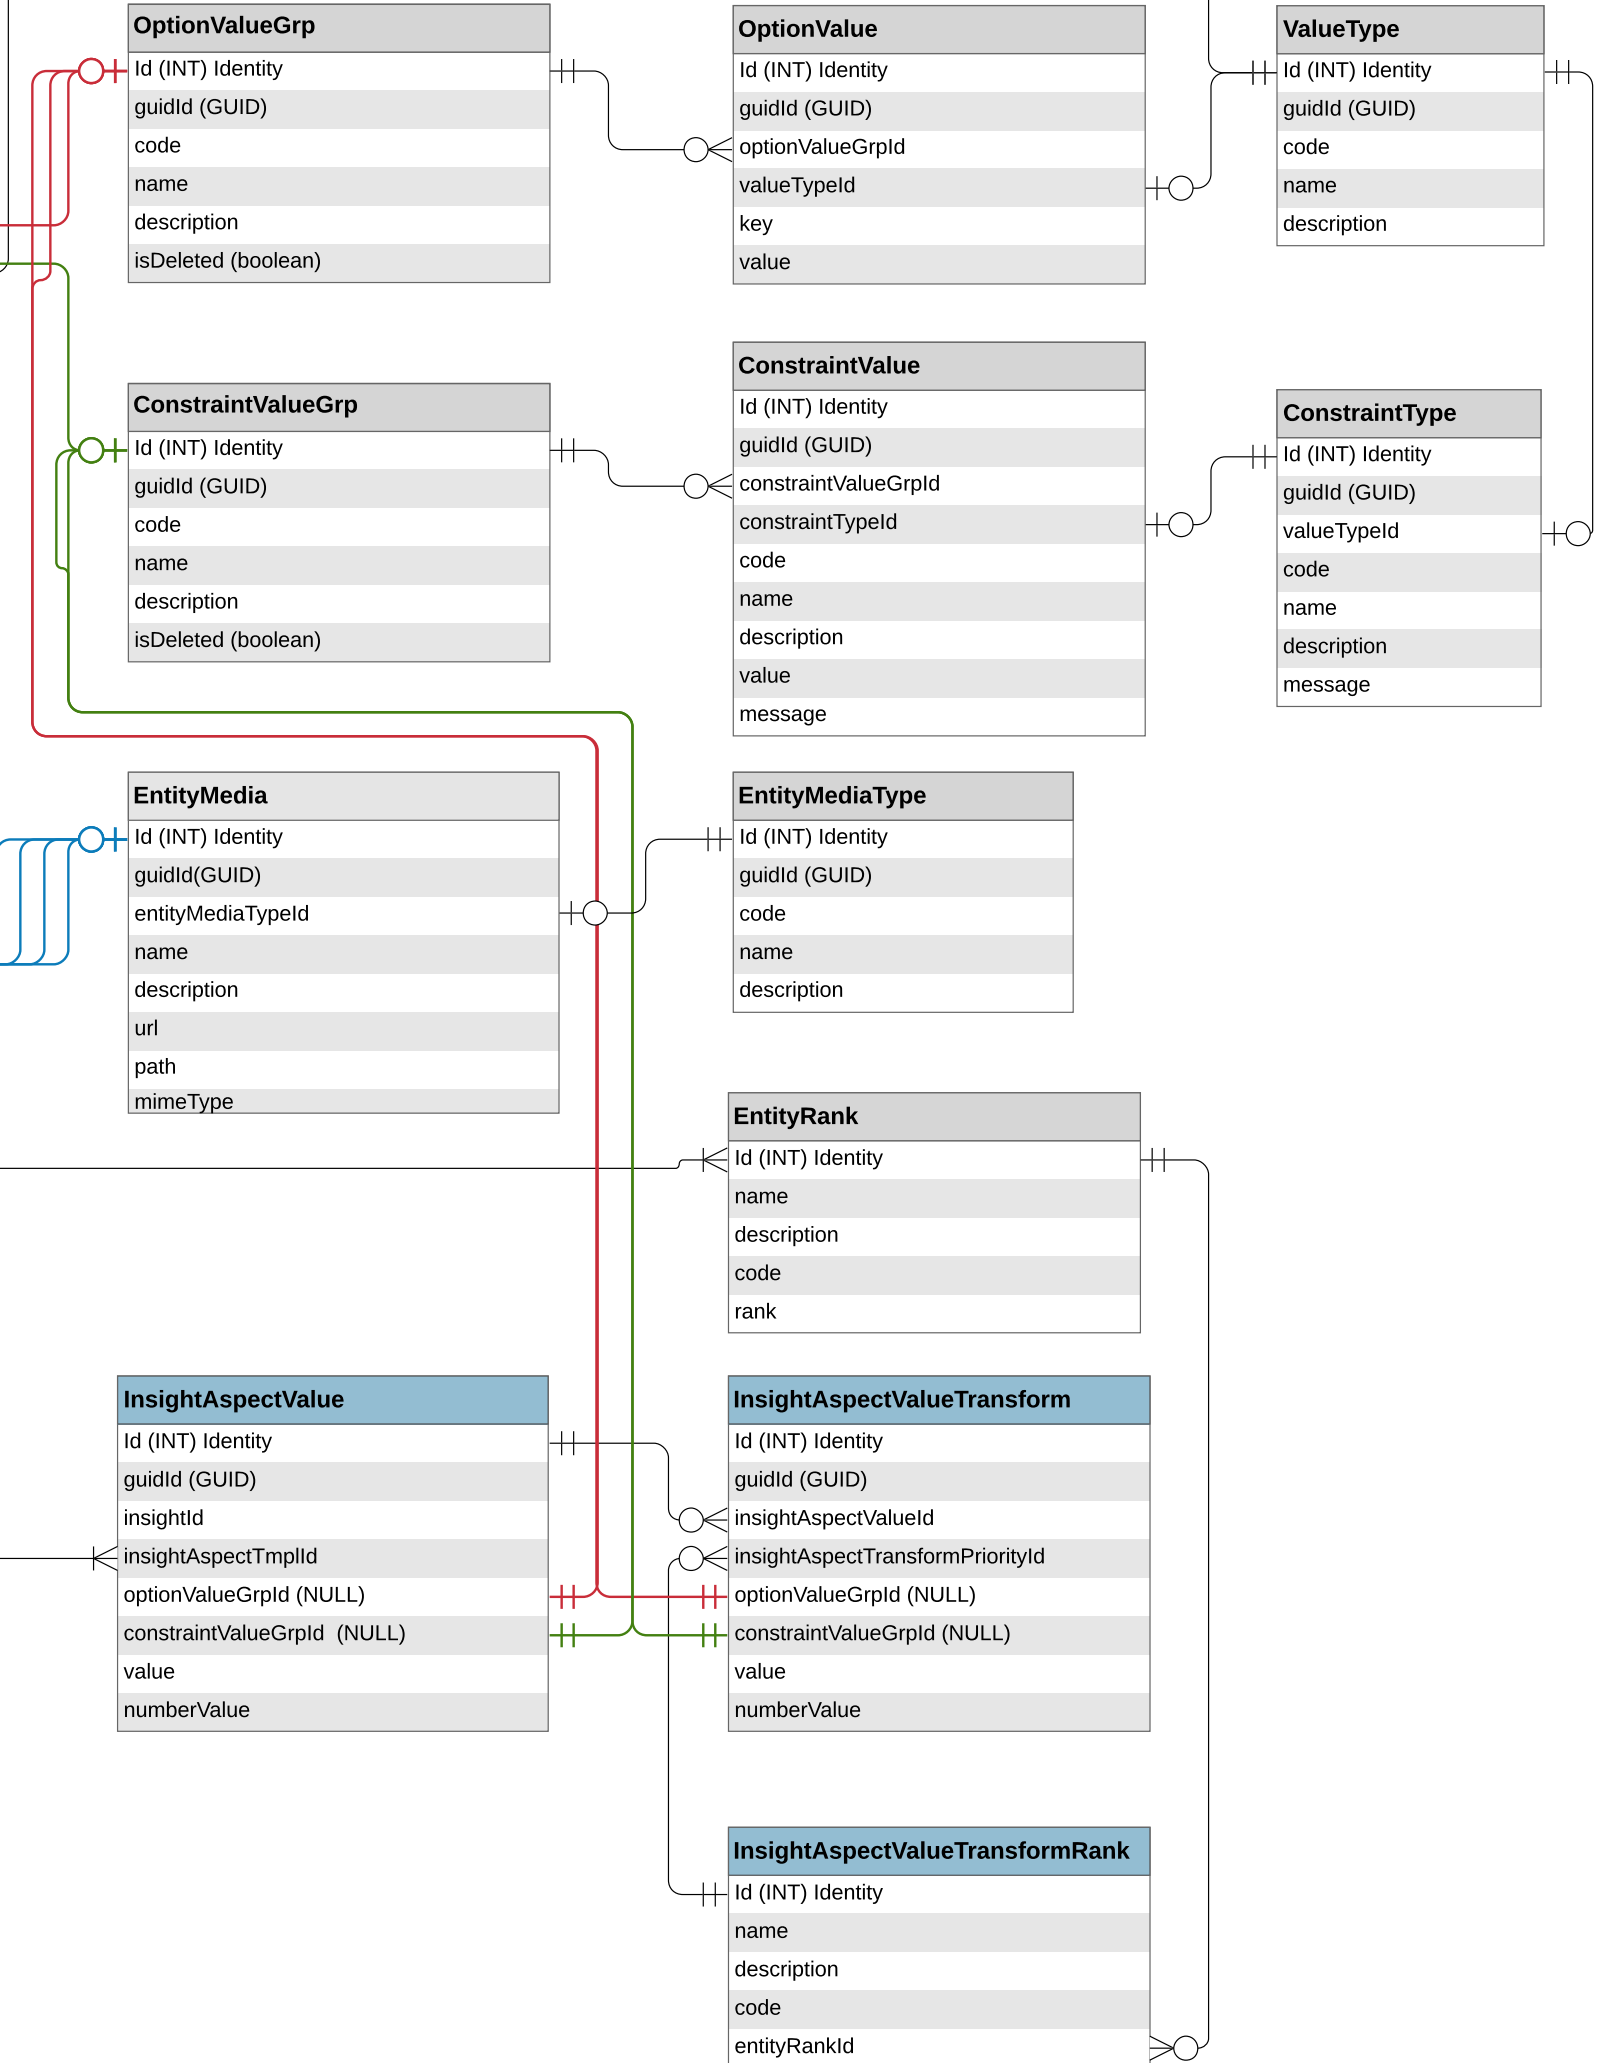 OptionValueGrp
Id (INT) Identity
guidId (GUID)
code
name
description
isDeleted (boolean)
OptionValue
Id (INT) Identity
guidId (GUID)
optionValueGrpId
valueTypeId
key
value
ValueType
Id (INT) Identity
guidId (GUID)
code
name
description
ConstraintValueGrp
Id (INT) Identity
guidId (GUID)
code
name
description
isDeleted (boolean)
ConstraintValue
Id (INT) Identity
guidId (GUID)
constraintValueGrpId
constraintTypeId
code
name
description
value
message
ConstraintType
Id (INT) Identity
guidId (GUID)
valueTypeId
code
name
description
message
EntityMedia
Id (INT) Identity
guidId(GUID)
entityMediaTypeId
name
description
url
path
mimeType
EntityMediaType
Id (INT) Identity
guidId (GUID)
code
name
description
EntityRank
Id (INT) Identity
name
description
code
rank
InsightAspectValue
Id (INT) Identity
guidId (GUID)
insightId
insightAspectTmplId
optionValueGrpId (NULL)
constraintValueGrpId  (NULL)
value
numberValue
InsightAspectValueTransform
Id (INT) Identity
guidId (GUID)
insightAspectValueId
insightAspectTransformPriorityId
optionValueGrpId (NULL)
constraintValueGrpId (NULL)
value
numberValue
InsightAspectValueTransformRank
Id (INT) Identity
name
description
code
entityRankId